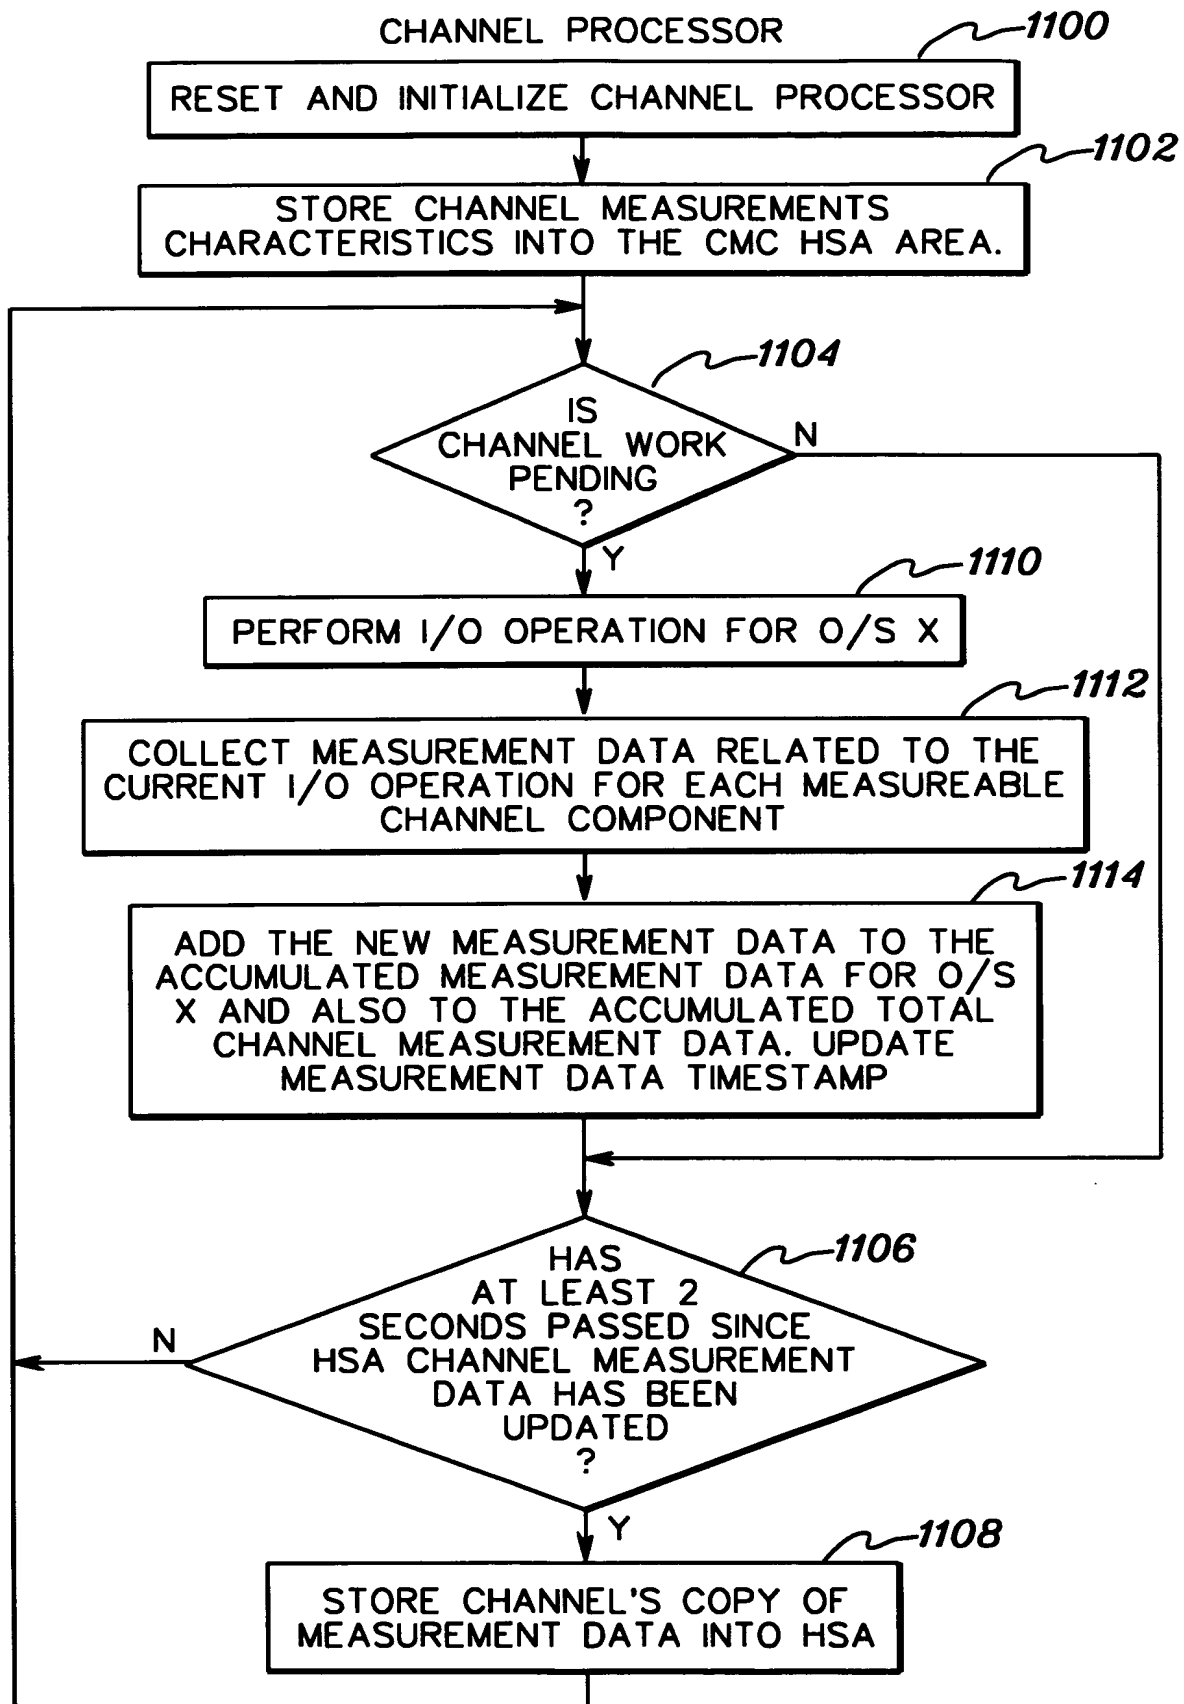 CHANNEL PROCESSOR
1100
RESET AND INITIALIZE CHANNEL PROCESSOR
1102
STORE CHANNEL MEASUREMENTS
CHARACTERISTICS INTO THE CMC HSA AREA.
1104
IS
CHANNEL WORK
PENDING
?
N
Y
1110
PERFORM I/O OPERATION FOR O/S X
1112
COLLECT MEASUREMENT DATA RELATED TO THE
CURRENT I/O OPERATION FOR EACH MEASUREABLE
CHANNEL COMPONENT
1114
ADD THE NEW MEASUREMENT DATA TO THE
ACCUMULATED MEASUREMENT DATA FOR O/S
X AND ALSO TO THE ACCUMULATED TOTAL
CHANNEL MEASUREMENT DATA. UPDATE
MEASUREMENT DATA TIMESTAMP
1106
HAS
AT LEAST 2
SECONDS PASSED SINCE
HSA CHANNEL MEASUREMENT
DATA HAS BEEN
UPDATED
?
N
Y
1108
STORE CHANNEL'S COPY OF
MEASUREMENT DATA INTO HSA